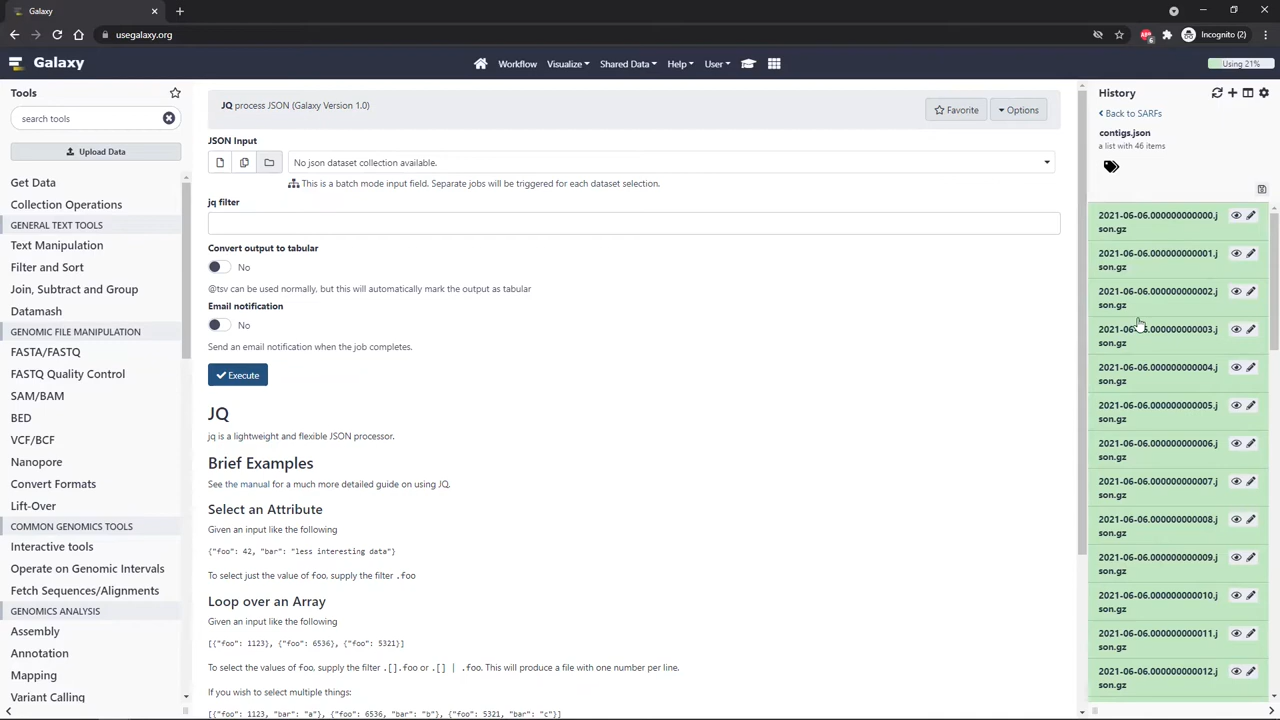 Galaxy
usegalaxy.org
Incognito (2)
6
Galaxy
Workflow
Visualize
Shared Data
Help
User
Using 21%
Tools
search tools
Upload Data
Get Data
Collection Operations
GENERAL TEXT TOOLS
Text Manipulation
Filter and Sort
Join, Subtract and Group
Datamash
GENOMIC FILE MANIPULATION
FASTA/FASTQ
FASTQ Quality Control
SAM/BAM
BED
VCF/BCF
Nanopore
Convert Formats
Lift-Over
COMMON GENOMICS TOOLS
Interactive tools
Operate on Genomic Intervals
Fetch Sequences/Alignments
GENOMICS ANALYSIS
Assembly
Annotation
Mapping
Variant Calling
JQ process JSON (Galaxy Version 1.0)
Favorite
Options
JSON Input
No json dataset collection available.
This is a batch mode input field. Separate jobs will be triggered for each dataset selection.
jq filter
Convert output to tabular
No
@tsv can be used normally, but this will automatically mark the output as tabular
Email notification
No
Send an email notification when the job completes.
Execute
JQ
jq is a lightweight and flexible JSON processor.
Brief Examples
See the manual for a much more detailed guide on using JQ.
Select an Attribute
Given an input like the following
{"foo": 42, "bar": "less interesting data"}
To select just the value of foo, supply the filter .foo
Loop over an Array
Given an input like the following
[{"foo": 1123}, {"foo": 6536}, {"foo": 5321}]
To select the values of foo, supply the filter .[].foo or .[] | .foo. This will produce a file with one number per line.
If you wish to select multiple things:
[{"foo": 1123, "bar": "a"}, {"foo": 6536, "bar": "b"}, {"foo": 5321, "bar": "c"}]
History
Back to SARFs
contigs.json
a list with 46 items
2021-06-06.000000000000.j
son.gz
2021-06-06.000000000001.j
son.gz
2021-06-06.000000000002.j
son.gz
2021-06-06.000000000003.j
son.gz
2021-06-06.000000000004.j
son.gz
2021-06-06.000000000005.j
son.gz
2021-06-06.000000000006.j
son.gz
2021-06-06.000000000007.j
son.gz
2021-06-06.000000000008.j
son.gz
2021-06-06.000000000009.j
son.gz
2021-06-06.000000000010.j
son.gz
2021-06-06.000000000011.j
son.gz
2021-06-06.000000000012.j
son.gz